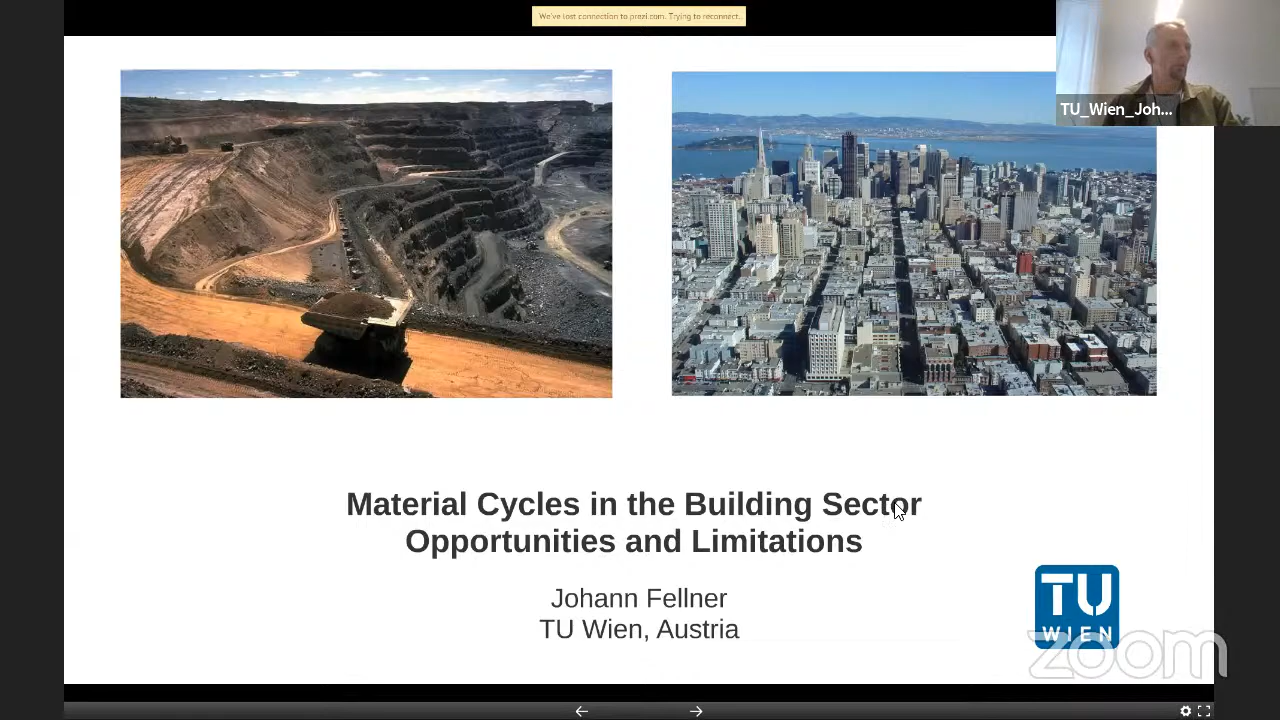 We've lost connection to prezi.com. Trying to reconnect...
TU_Wien_Joh...
Material Cycles in the Building Sector
Opportunities and Limitations
Johann Fellner
TU Wien, Austria
TU
WIEN
zoom